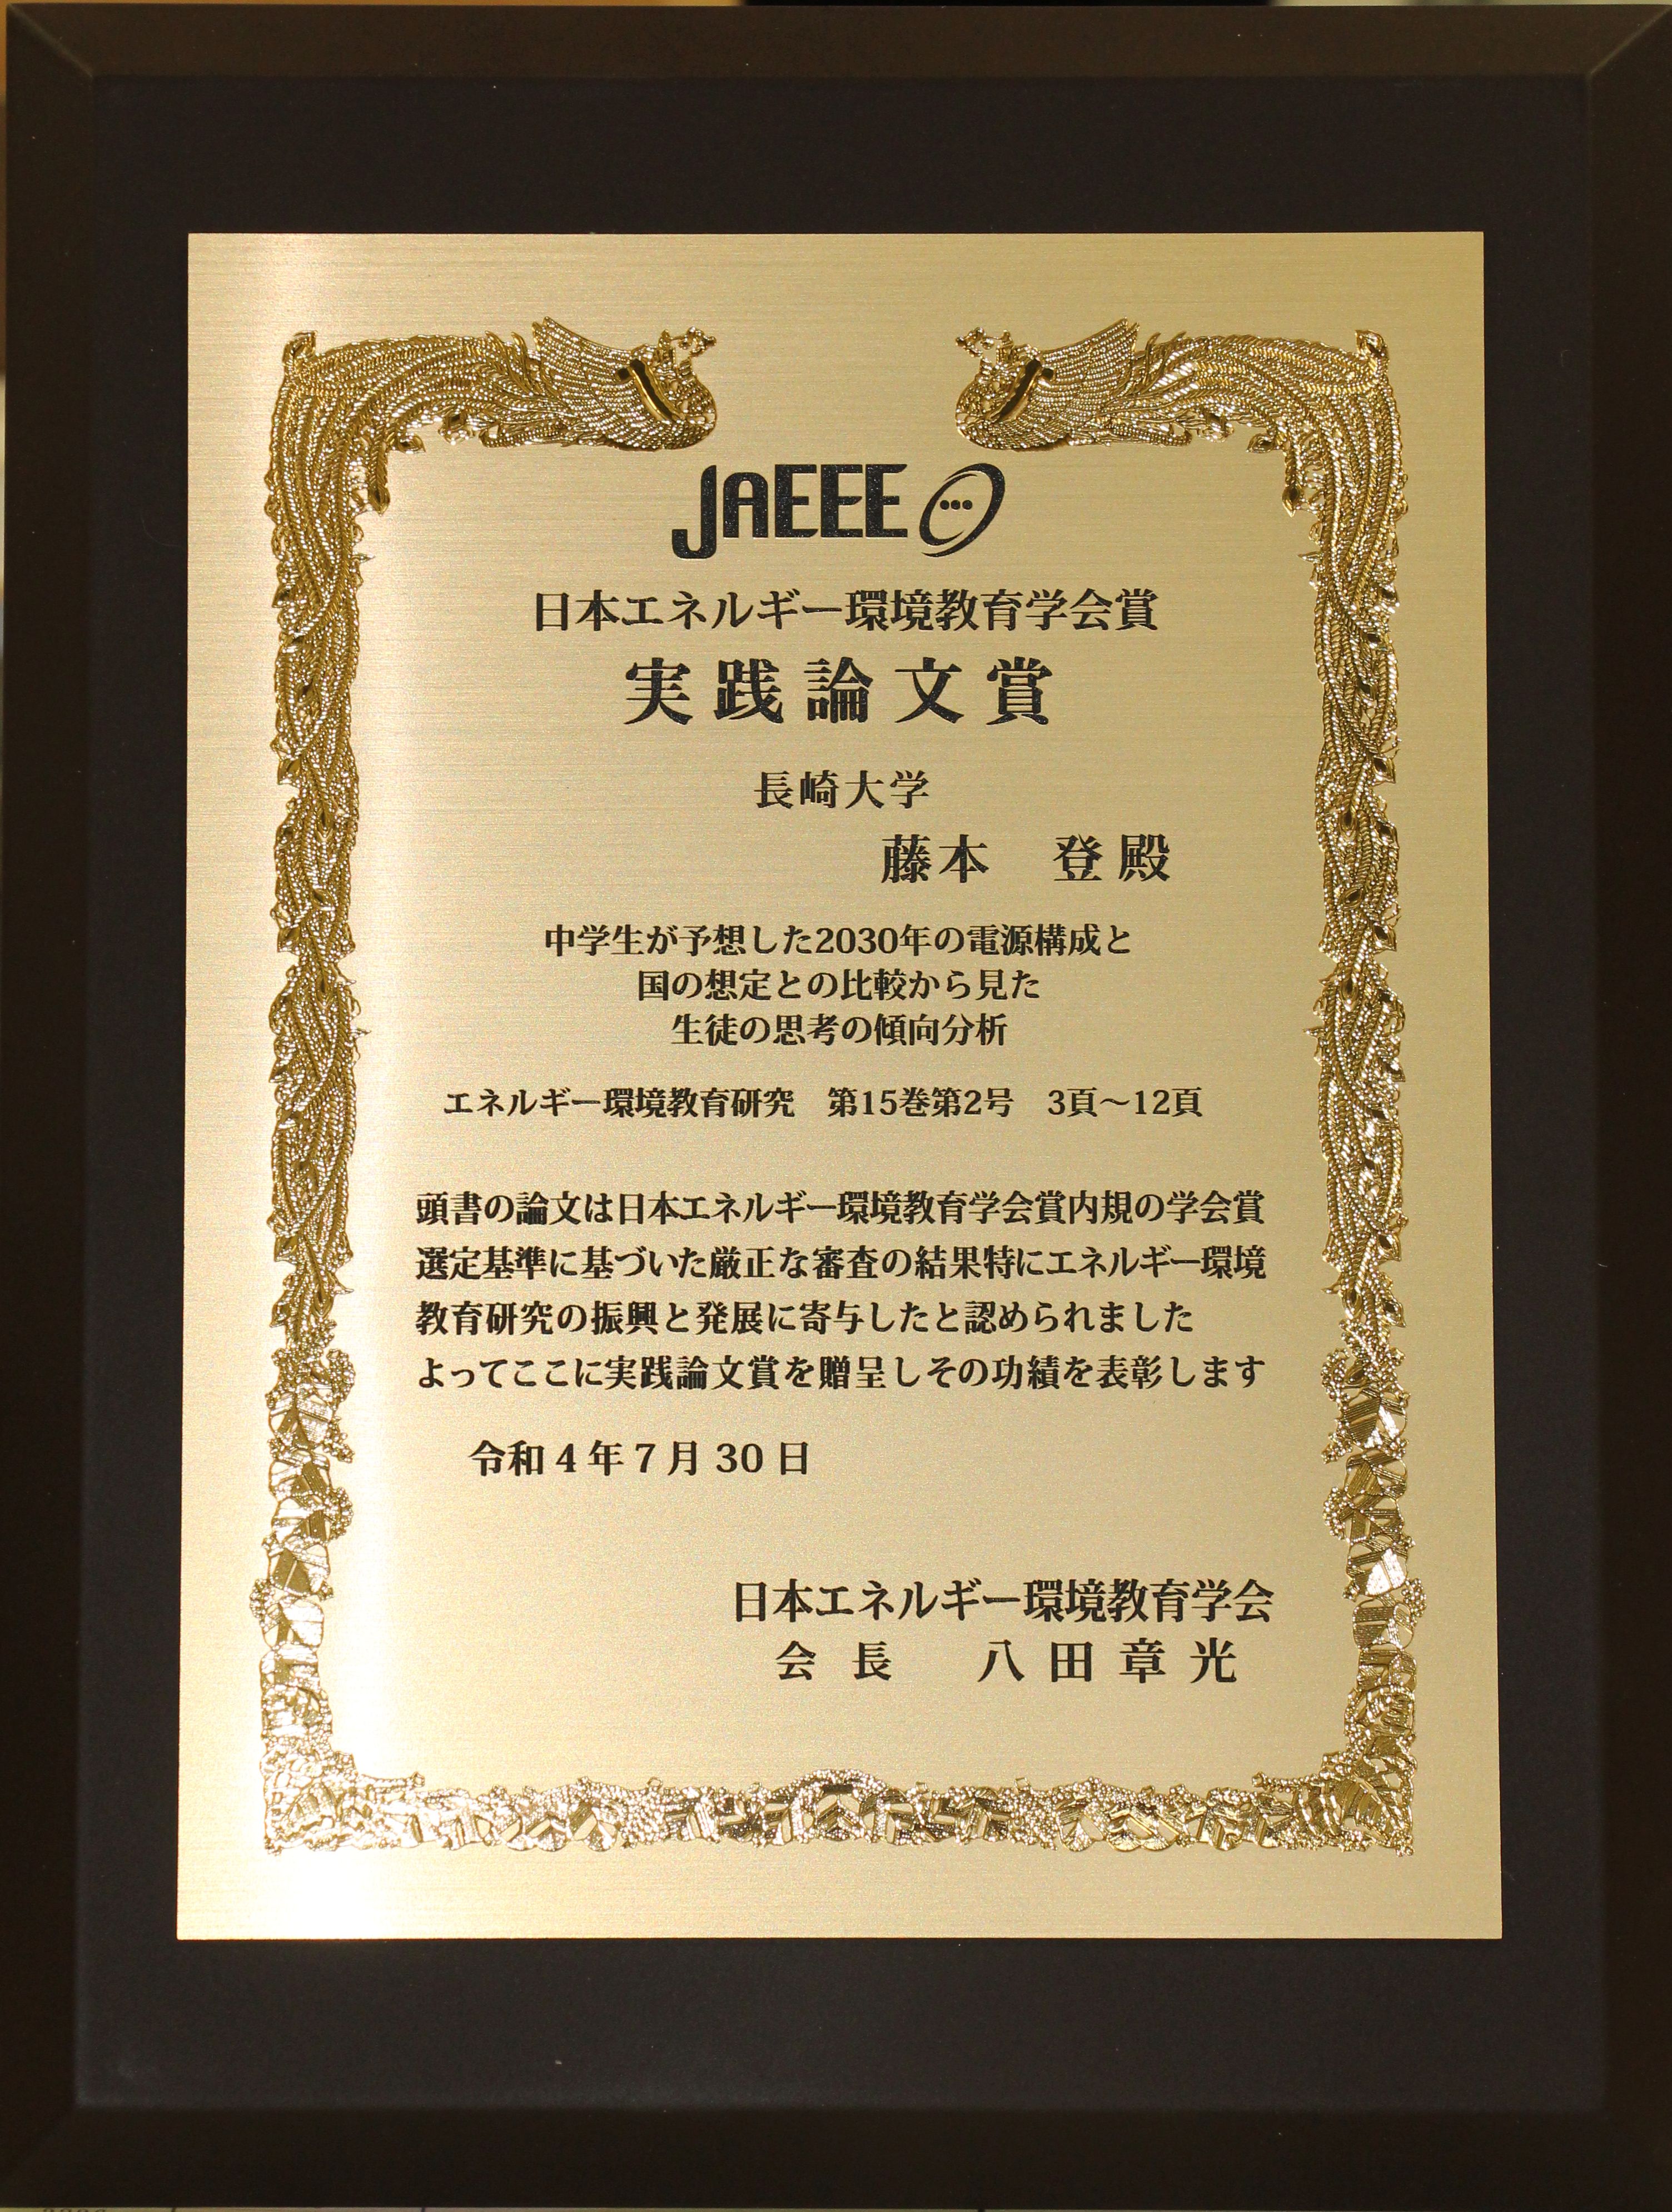 JAEEE
日本エネルギー環境教育学会賞
実践論文賞
長崎大学
藤本　登殿
中学生が予想した2030年の電源構成と
国の想定との比較から見た
生徒の思考の傾向分析
エネルギー環境教育研究　第15巻第2号　3頁～12頁
頭書の論文は日本エネルギー環境教育学会賞内規の学会賞
選定基準に基づいた厳正な審査の結果特にエネルギー環境
教育研究の振興と発展に寄与したと認められました
よってここに実践論文賞を贈呈しその功績を表彰します
令和4年7月30日
日本エネルギー環境教育学会
会長　八田章光